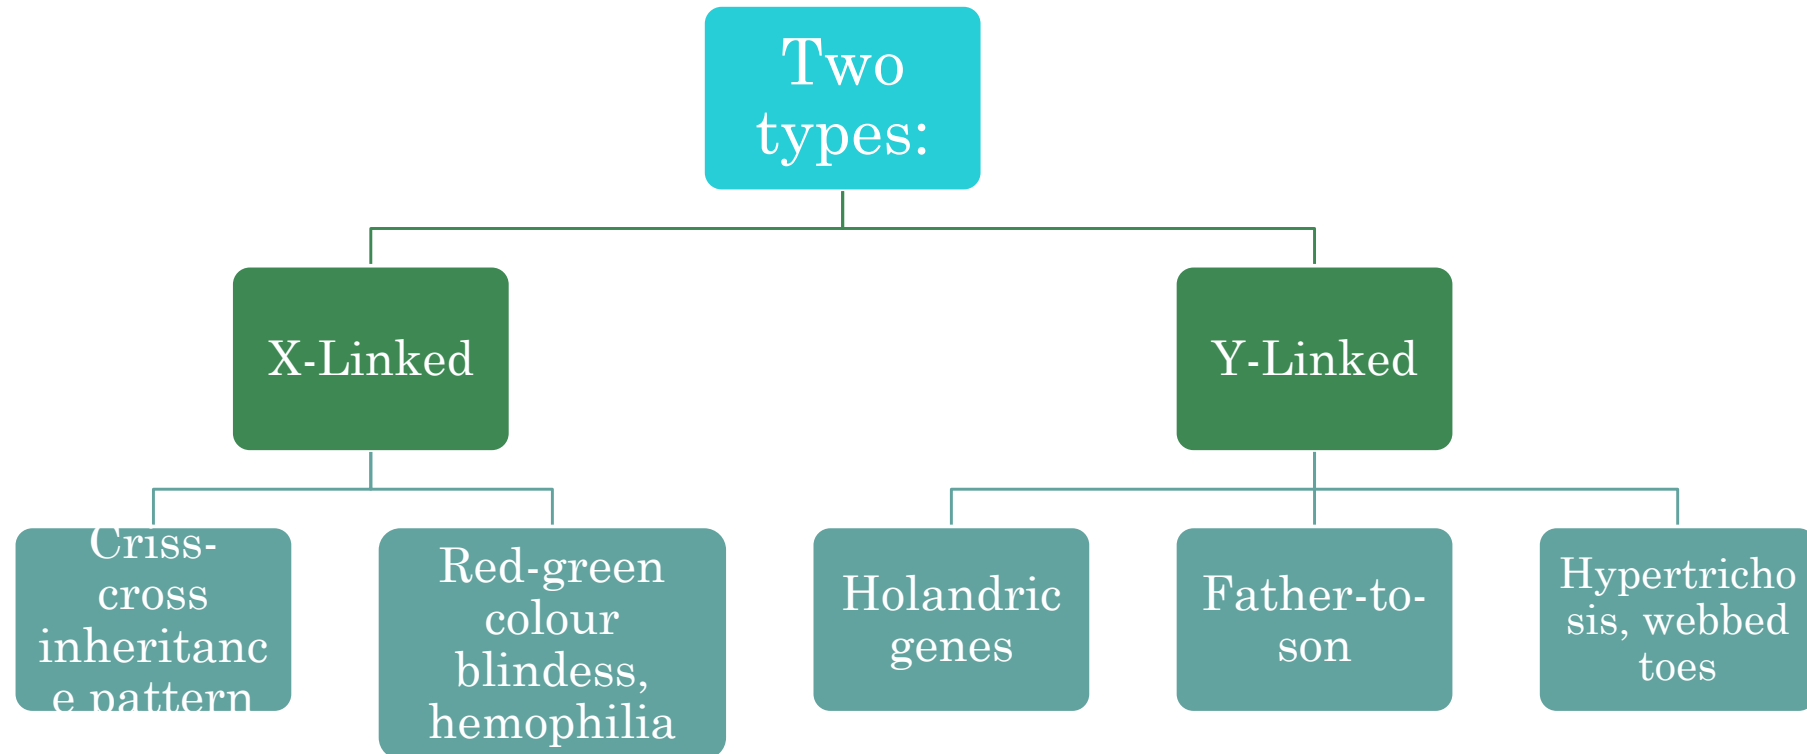 Two
types:
X-Linked
Y-Linked
Criss-
cross
inheritanc
e pattern
Red-green
colour
blindess,
hemophilia
Holandric
genes
Father-to-
son
Hypertricho
sis, webbed
toes